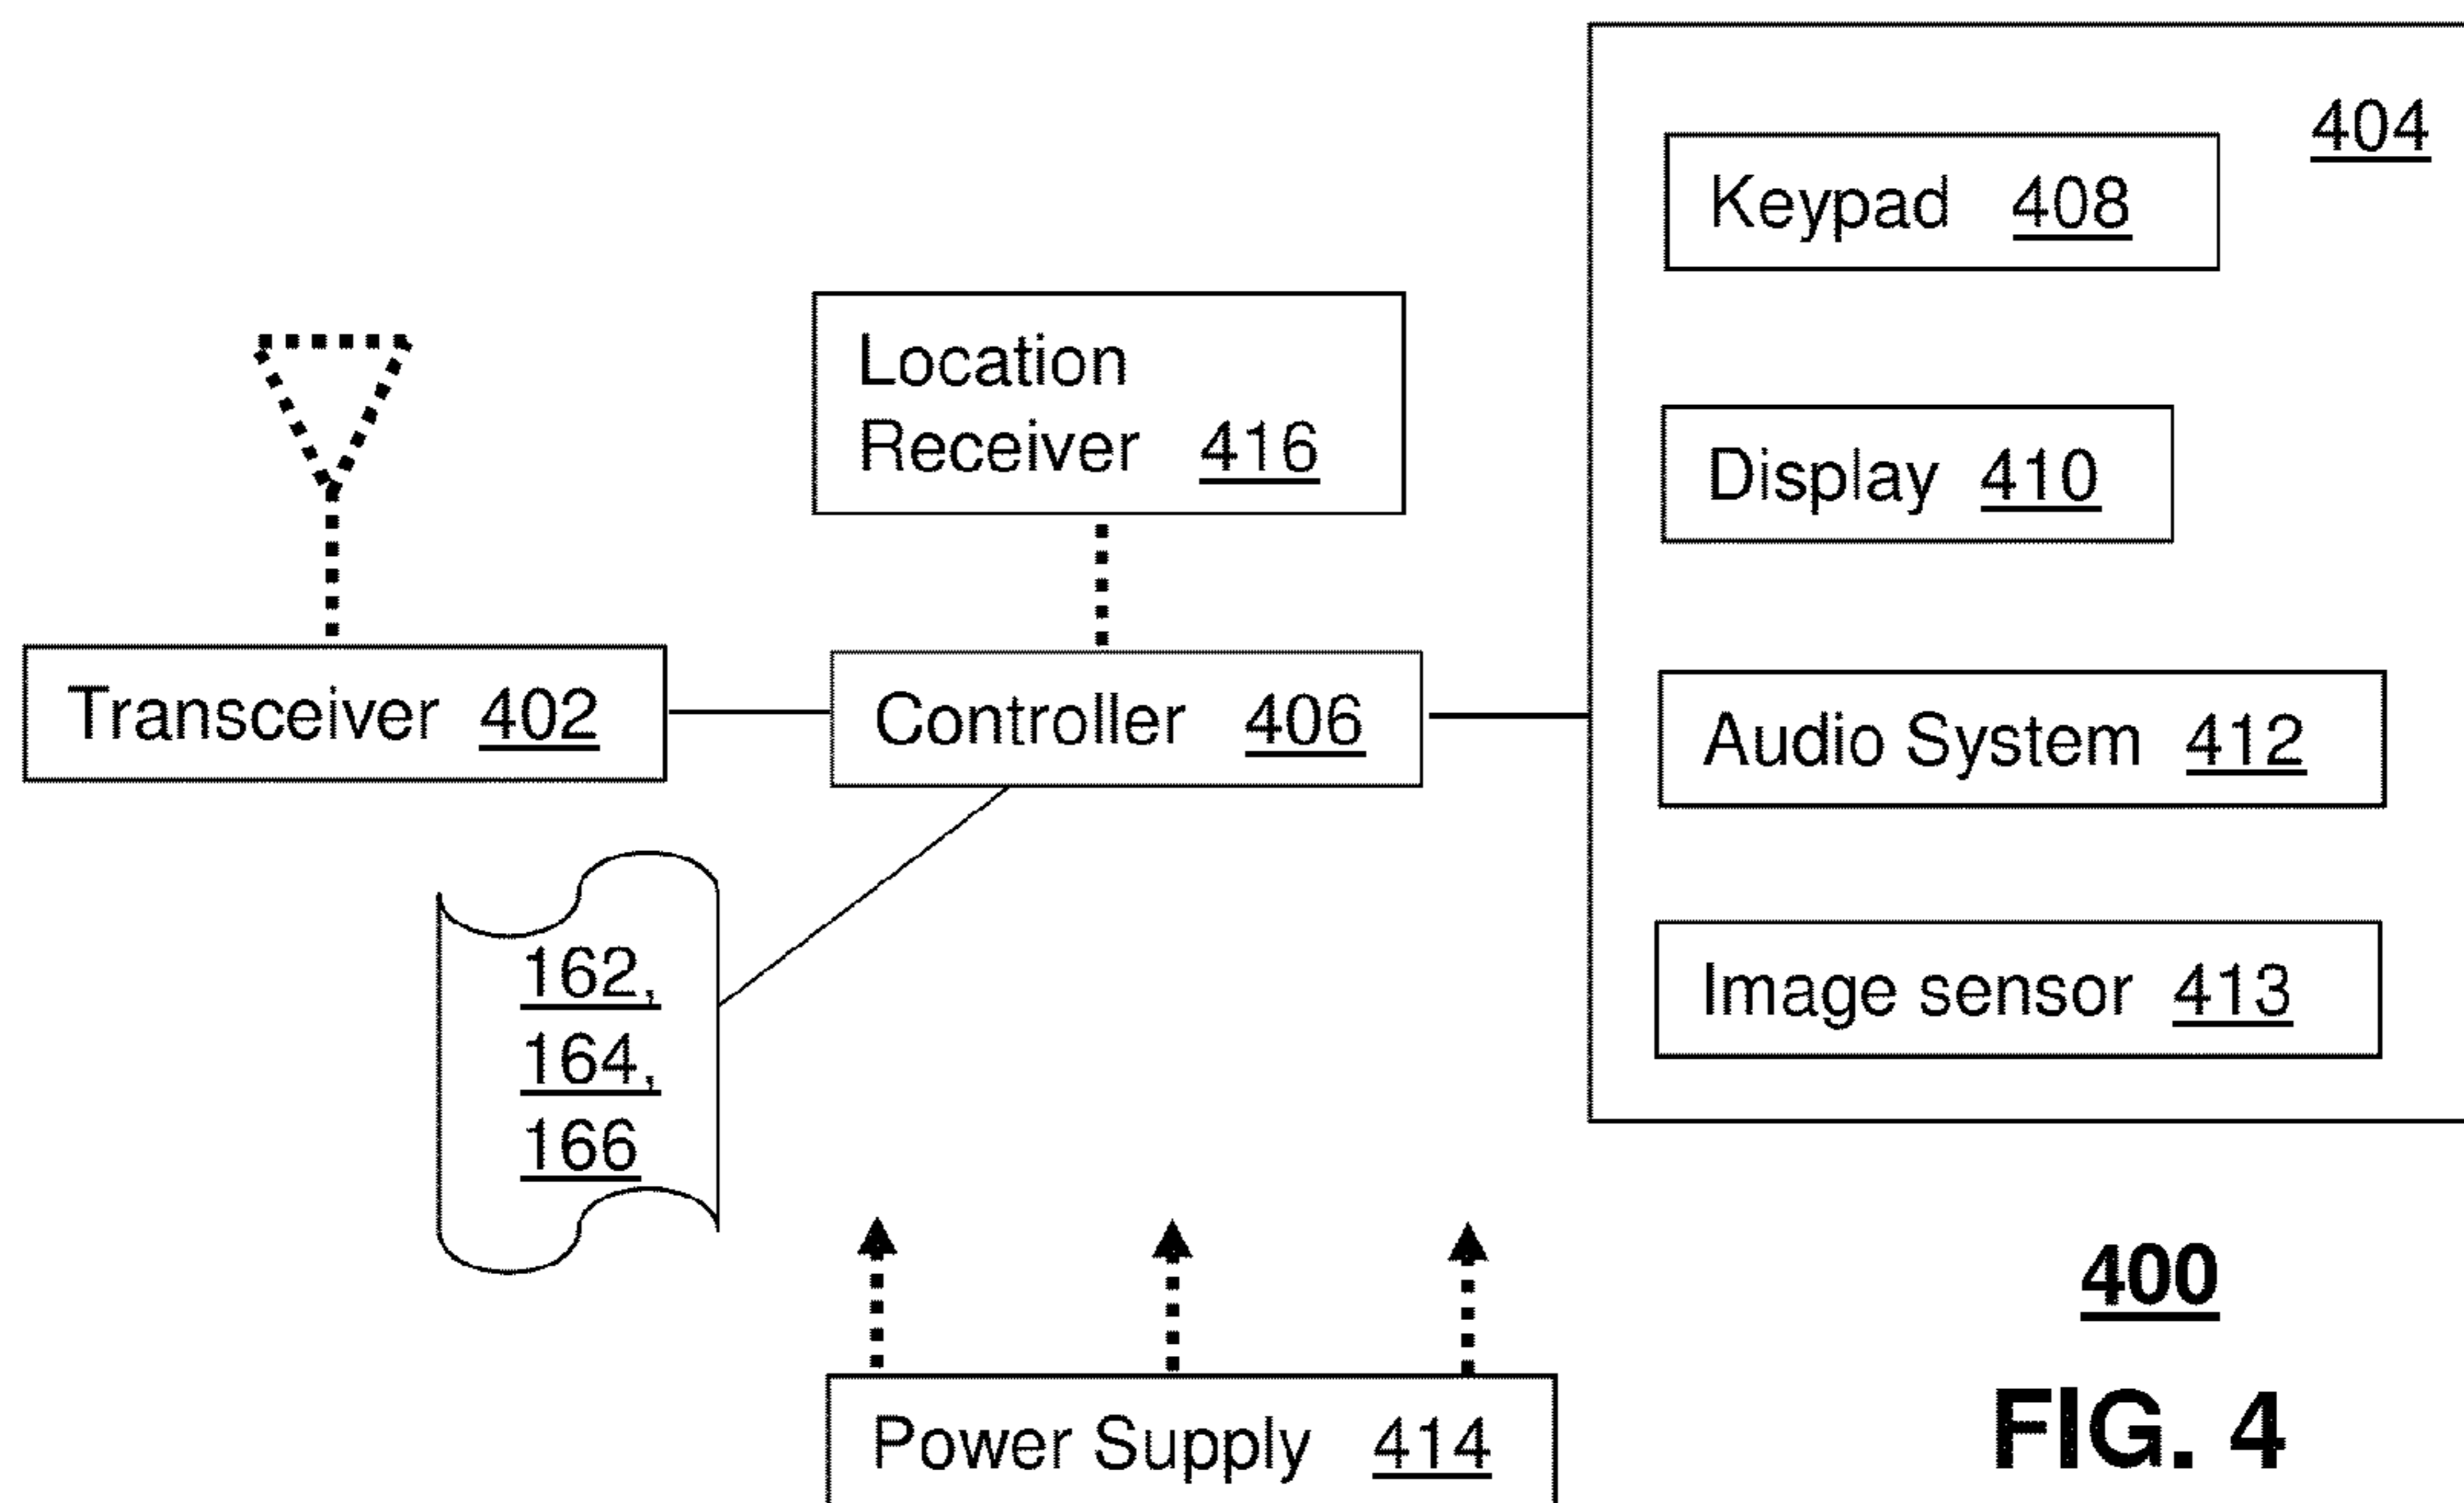 404
Keypad 408
Location
Receiver 416
Display 410
Transceiver 402
Controller 406
Audio System 412
Image sensor 413
162,
164,
166
Power Supply 414
400
FIG. 4